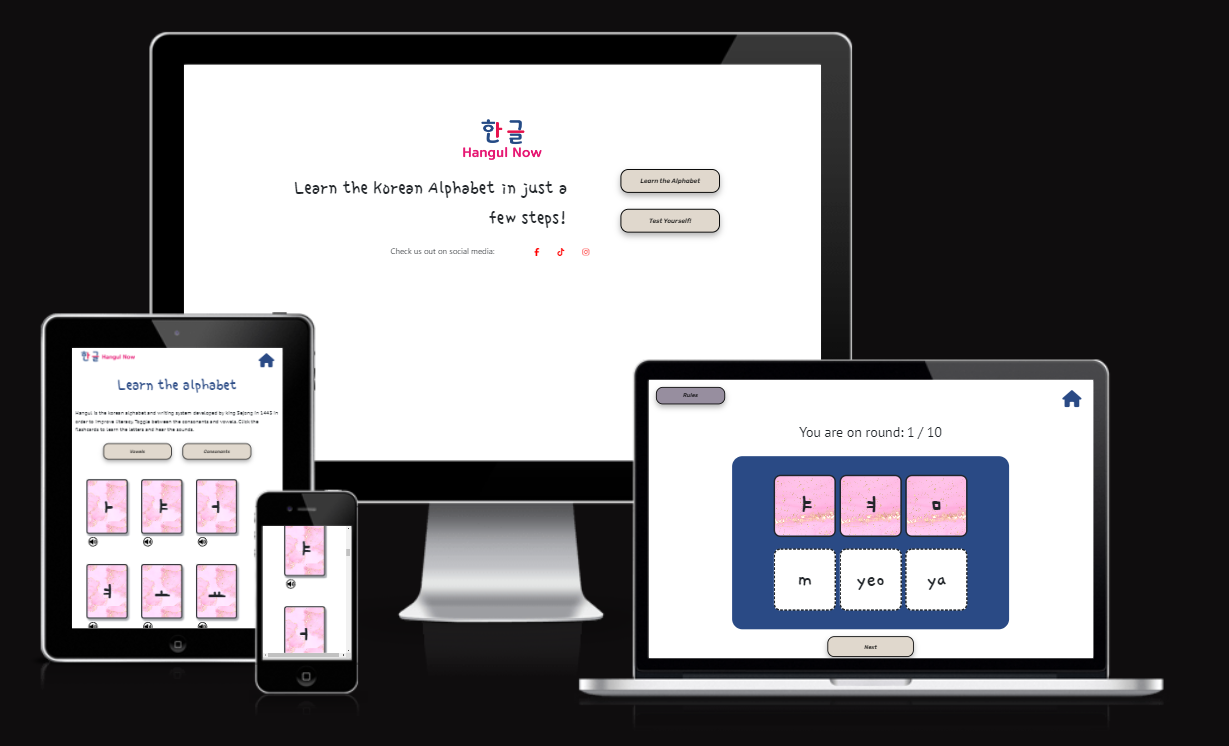 한글
Hangul Now
Learn the Korean Alphabet in just a
few steps!
Learn the Alphabet
Test Yourself!
Check us out on social media:
한글 Hangul Now
Learn the alphabet
Hangul is the korean alphabet and writing system developed by king Sejong in 1443 in
order to improve literacy. Toggle between the consonants and vowels. Click the
flashcards to learn the letters and hear the sounds.
Vowels Consonants
ㅏ ㅑ ㅓ
ㅕ ㅗ ㅛ
ㅑ
ㅓ
Rules
You are on round: 1 / 10
ㅑ ㅕ ㅁ
m yeo ya
Next